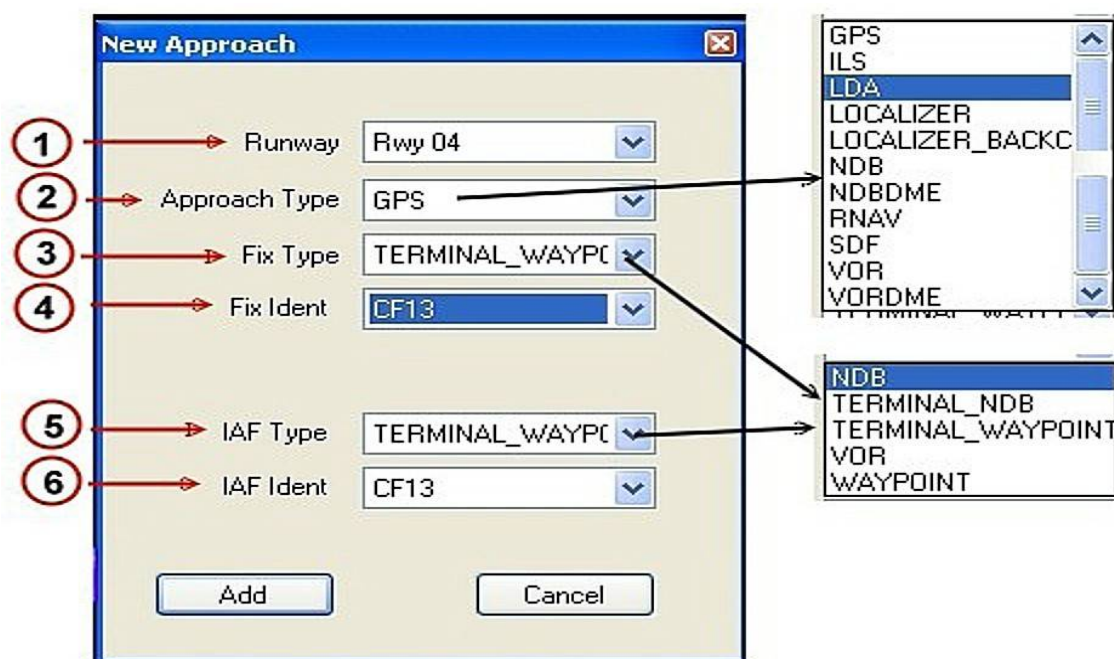 New Approach
1
Runway
Rwy 04
2
Approach Type
GPS
3
Fix Type
TERMINAL_WAYPO
4
Fix Ident
CF13
5
IAF Type
TERMINAL_WAYPO
6
IAF Ident
CF13
Add
Cancel
GPS
ILS
LDA
LOCALIZER
LOCALIZER_BACKC
NDB
NDBDME
RNAV
SDF
VOR
VORDME
NDB
TERMINAL_NDB
TERMINAL_WAYPOINT
VOR
WAYPOINT